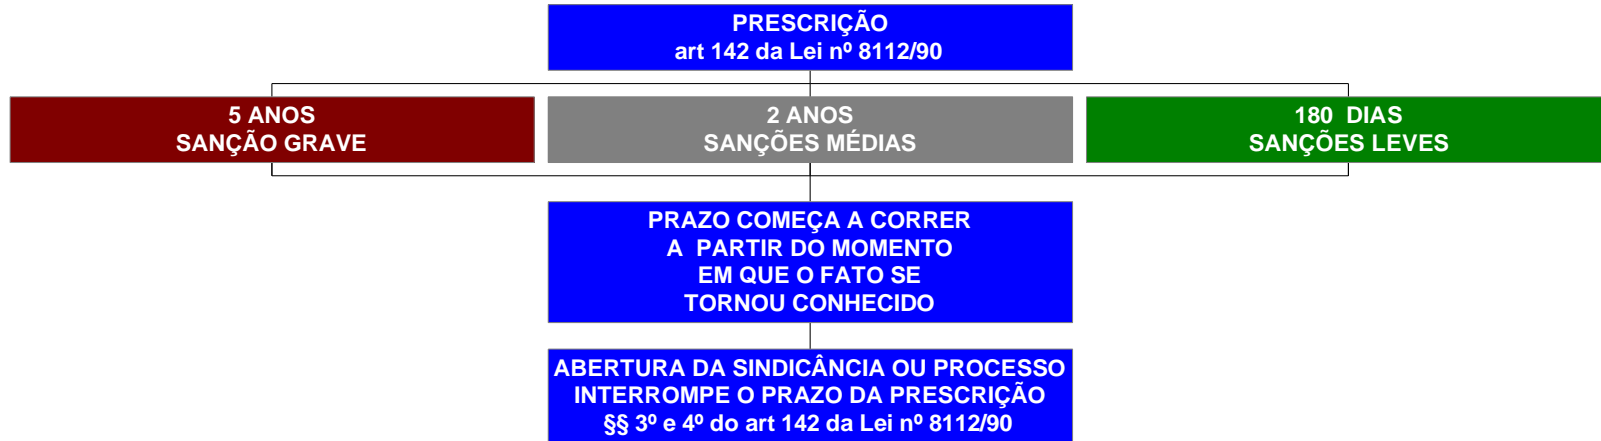 PRESCRIÇÃO
art 142 da Lei nº 8112/90
5 ANOS
SANÇÃO GRAVE
2 ANOS
SANÇÕES MÉDIAS
180 DIAS
SANÇÕES LEVES
PRAZO COMEÇA A CORRER
A PARTIR DO MOMENTO
EM QUE O FATO SE
TORNOU CONHECIDO
ABERTURA DA SINDICÂNCIA OU PROCESSO
INTERROMPE O PRAZO DA PRESCRIÇÃO
§§ 3º e 4º do art 142 da Lei nº 8112/90